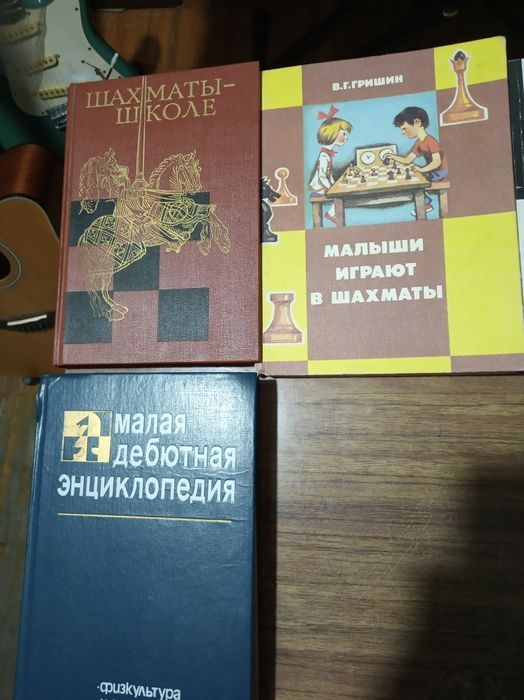 ШАХМАТЫ-
ШКОЛЕ
В.Г.ГРИШИН
МАЛЫШИ
ИГРАЮТ
В ШАХМАТЫ
малая
дебютная
энциклопедия
·физкультура